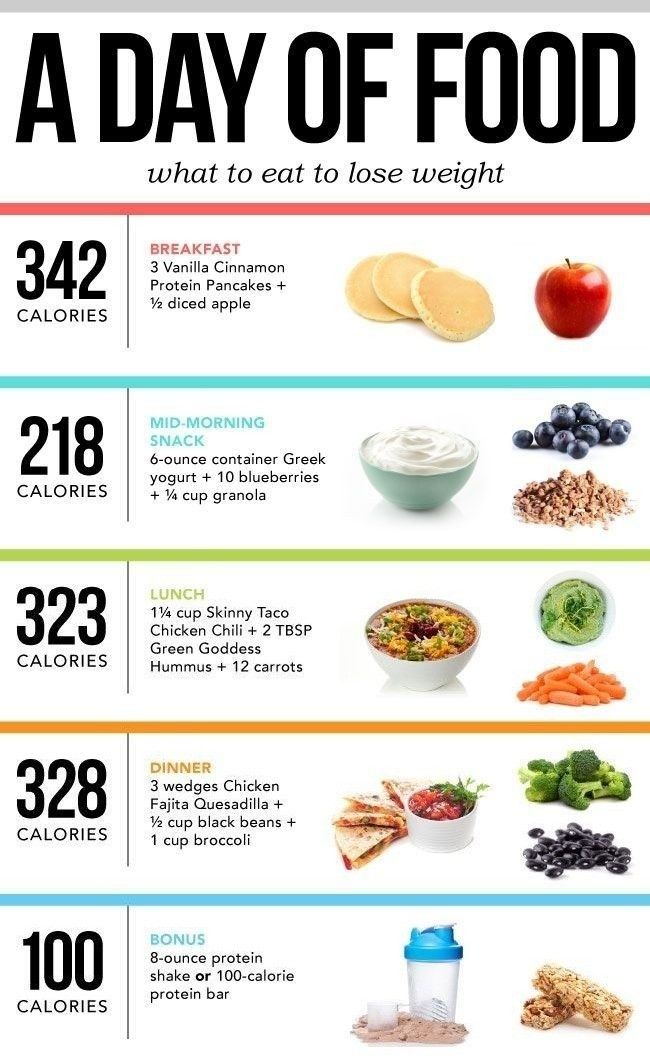 A DAY OF FOOD
what to eat to lose weight
342
CALORIES
BREAKFAST
3 Vanilla Cinnamon
Protein Pancakes +
½ diced apple
218
CALORIES
MID-MORNING
SNACK
6-ounce container Greek
yogurt + 10 blueberries
+ ¼ cup granola
323
CALORIES
LUNCH
1¼ cup Skinny Taco
Chicken Chili + 2 TBSP
Green Goddess
Hummus + 12 carrots
328
CALORIES
DINNER
3 wedges Chicken
Fajita Quesadilla +
½ cup black beans +
1 cup broccoli
100
CALORIES
BONUS
8-ounce protein
shake or 100-calorie
protein bar